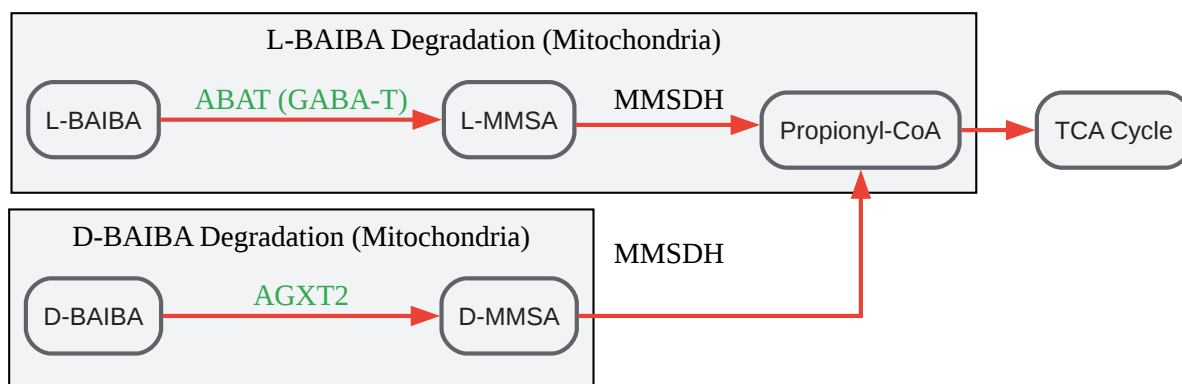 L-BAIBA Degradation (Mitochondria)
L-BAIBA
ABAT (GABA-T)
L-MMSA
MMSDH
Propionyl-CoA
TCA Cycle
D-BAIBA Degradation (Mitochondria)
D-BAIBA
AGXT2
D-MMSA
MMSDH